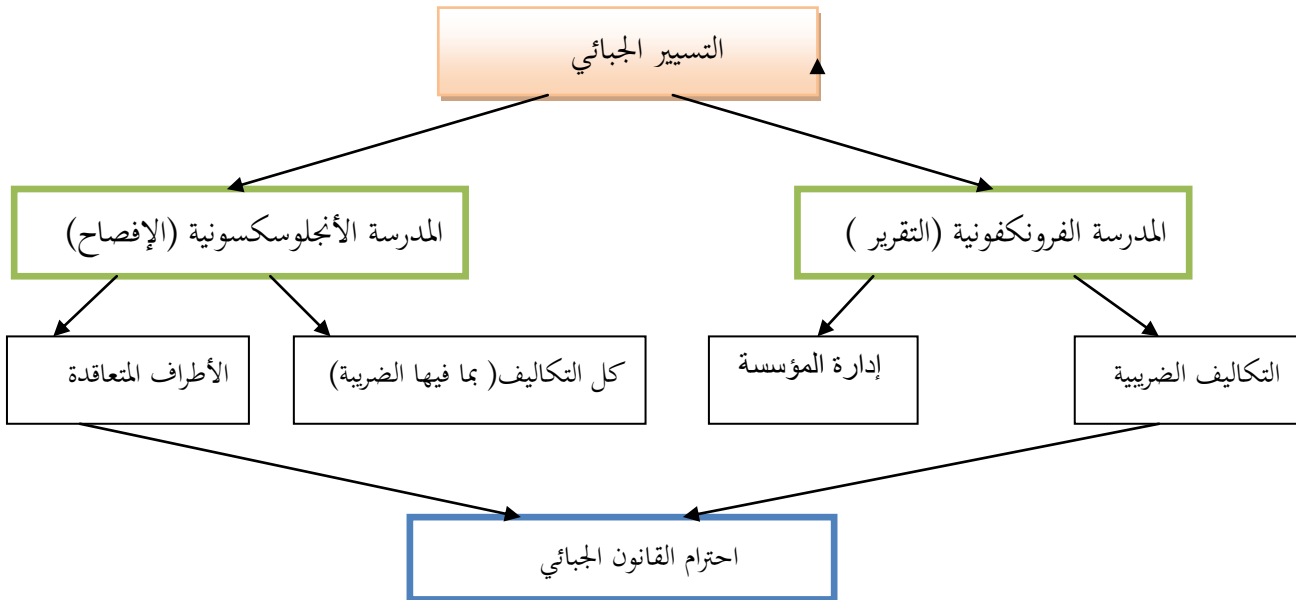 التسيير الجبائي
المدرسة الفرونكفونية (التقرير )
المدرسة الأنجلوسكسونية (الإفصاح)
التكاليف الضريبية
إدارة المؤسسة
كل التكاليف( بما فيها الضريبة)
الأطراف المتعاقدة
احترام القانون الجبائي